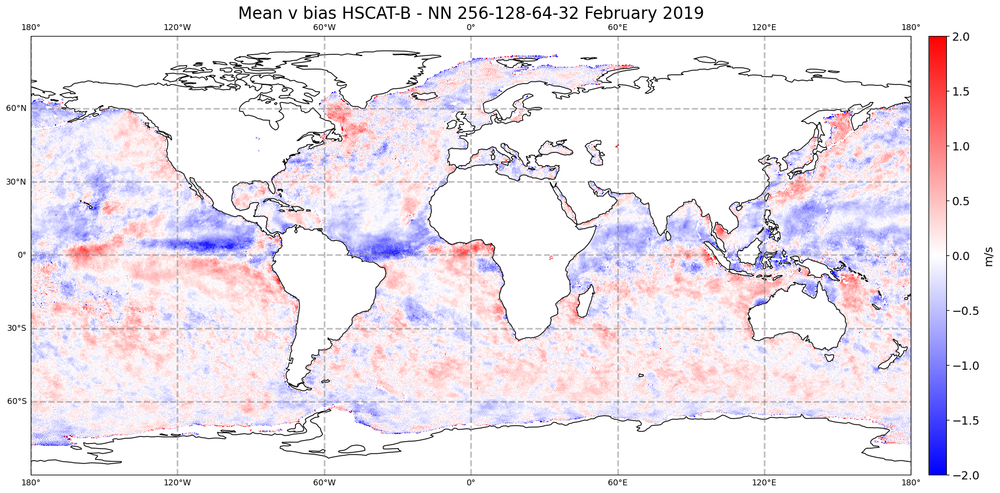 Mean v bias HSCAT-B - NN 256-128-64-32 February 2019
180° 120°W 60°W 0° 60°E 120°E 180°
2.0
1.5
1.0
0.5
0.0
−0.5
−1.0
−1.5
−2.0
m/s
60°N
30°N
0°
30°S
60°S
180° 120°W 60°W 0° 60°E 120°E 180°